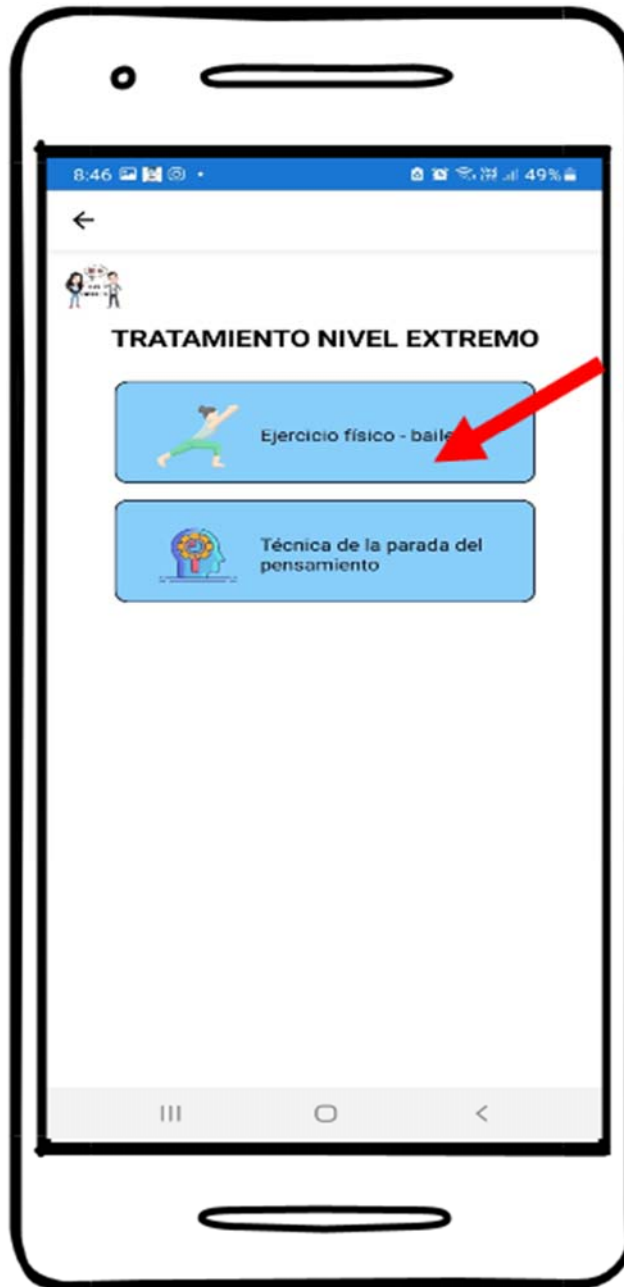 8:46
49%
TRATAMIENTO NIVEL EXTREMO
Ejercicio físico - baile
Técnica de la parada del
pensamiento